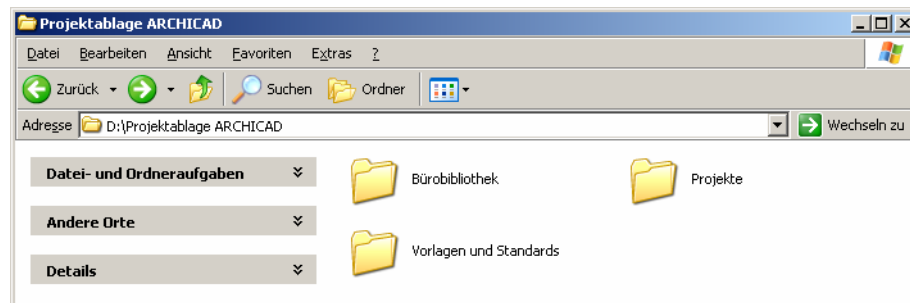 Projektablage ARCHICAD
Datei Bearbeiten Ansicht Favoriten Extras ?
Zurück Suchen Ordner
Adresse D:\Projektablage ARCHICAD Wechseln zu
Datei- und Ordneraufgaben
Andere Orte
Details
Bürobibliothek
Projekte
Vorlagen und Standards